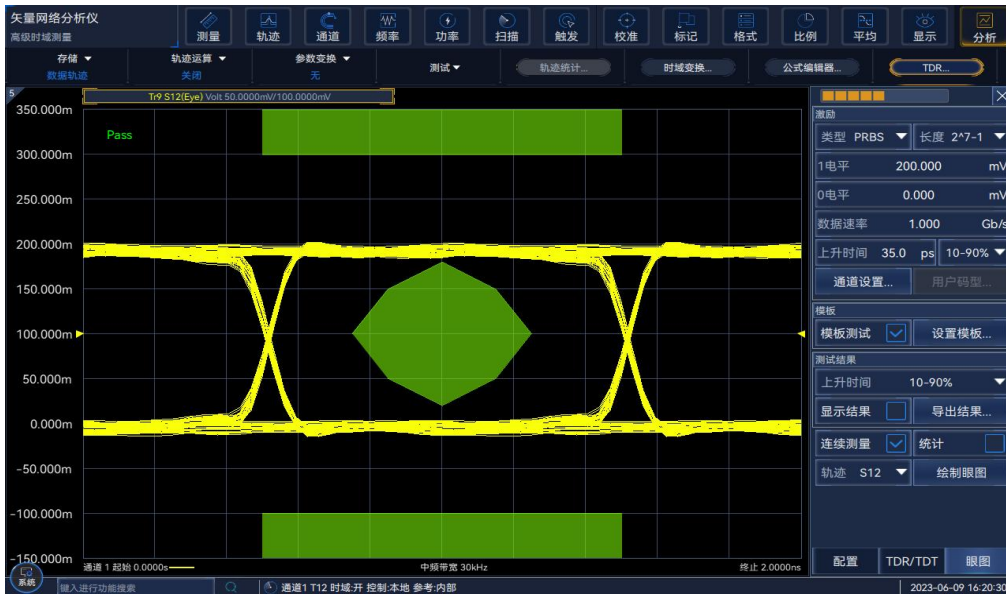 矢量网络分析仪
高级时域测量
测量 轨迹 通道 频率 功率 扫描 触发 校准 标记 格式 比例 平均 显示 分析
存储 轨迹运算 参数变换 测试 轨迹统计... 时域变换... 公式编辑器... TDR...
数据轨迹 关闭 无
5
Tr9 S12(Eye) Volt 50.0000mV/100.0000mV
350.000m
Pass
300.000m
250.000m
200.000m
150.000m
100.000m
50.000m
0.000m
-50.000m
-100.000m
-150.000m
通道 1 起始 0.0000s 中频带宽 30kHz 终止 2.0000ns
激励
类型 PRBS 长度 2^7-1
1电平 200.000 mV
0电平 0.000 mV
数据速率 1.000 Gb/s
上升时间 35.0 ps 10-90%
通道设置... 用户码型...
模板
模板测试 设置模板...
测试结果
上升时间 10-90%
显示结果 导出结果...
连续测量 统计
轨迹 S12 绘制眼图
配置 TDR/TDT 眼图
系统 键入进行功能搜索 通道1 T12 时域:开 控制:本地 参考:内部 2023-06-09 16:20:30